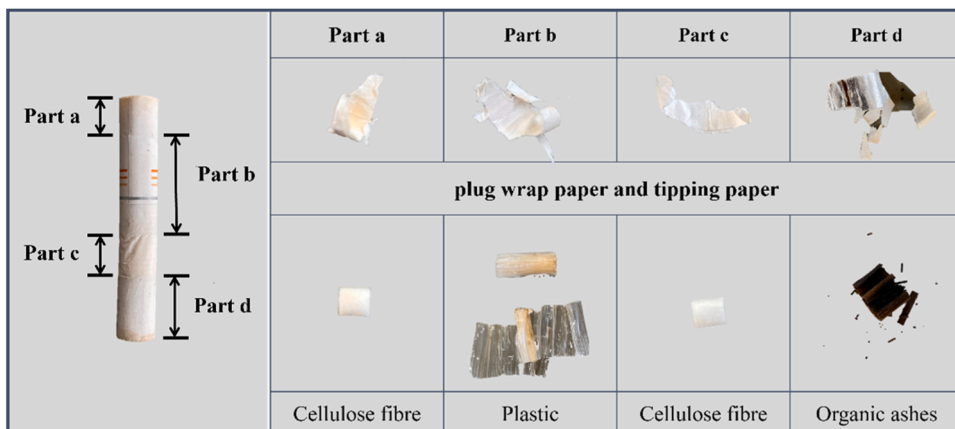 Part a
Part b
Part c
Part d
Part a Part b Part c Part d
plug wrap paper and tipping paper
Cellulose fibre Plastic Cellulose fibre Organic ashes